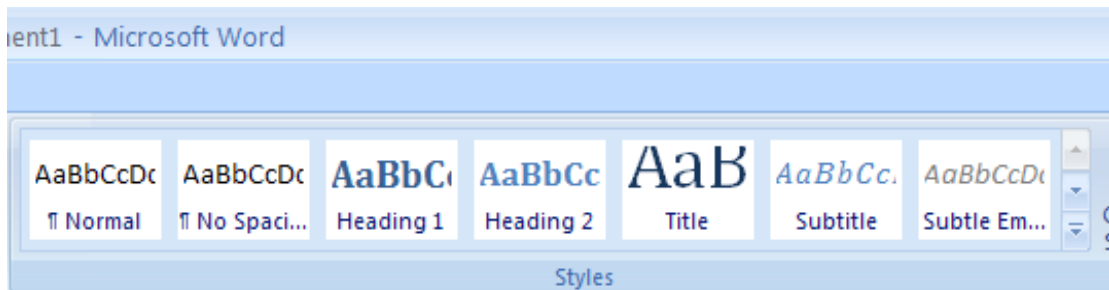 ent1 - Microsoft Word
AaBbCcDc AaBbCcDc AaBbC AaBbCc AaB AaBbCc. AaBbCcDc
¶ Normal ¶ No Spaci... Heading 1 Heading 2 Title Subtitle Subtle Em...
Styles